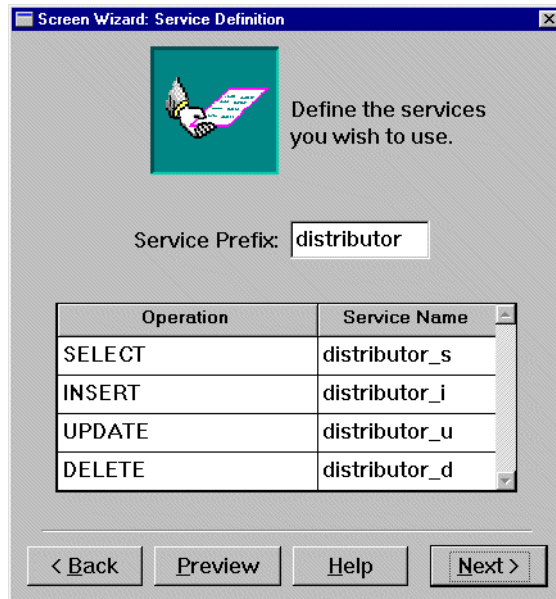 Screen Wizard: Service Definition
Define the services
you wish to use.
Service Prefix: distributor
Operation Service Name
SELECT distributor_s
INSERT distributor_i
UPDATE distributor_u
DELETE distributor_d
< Back Preview Help Next >